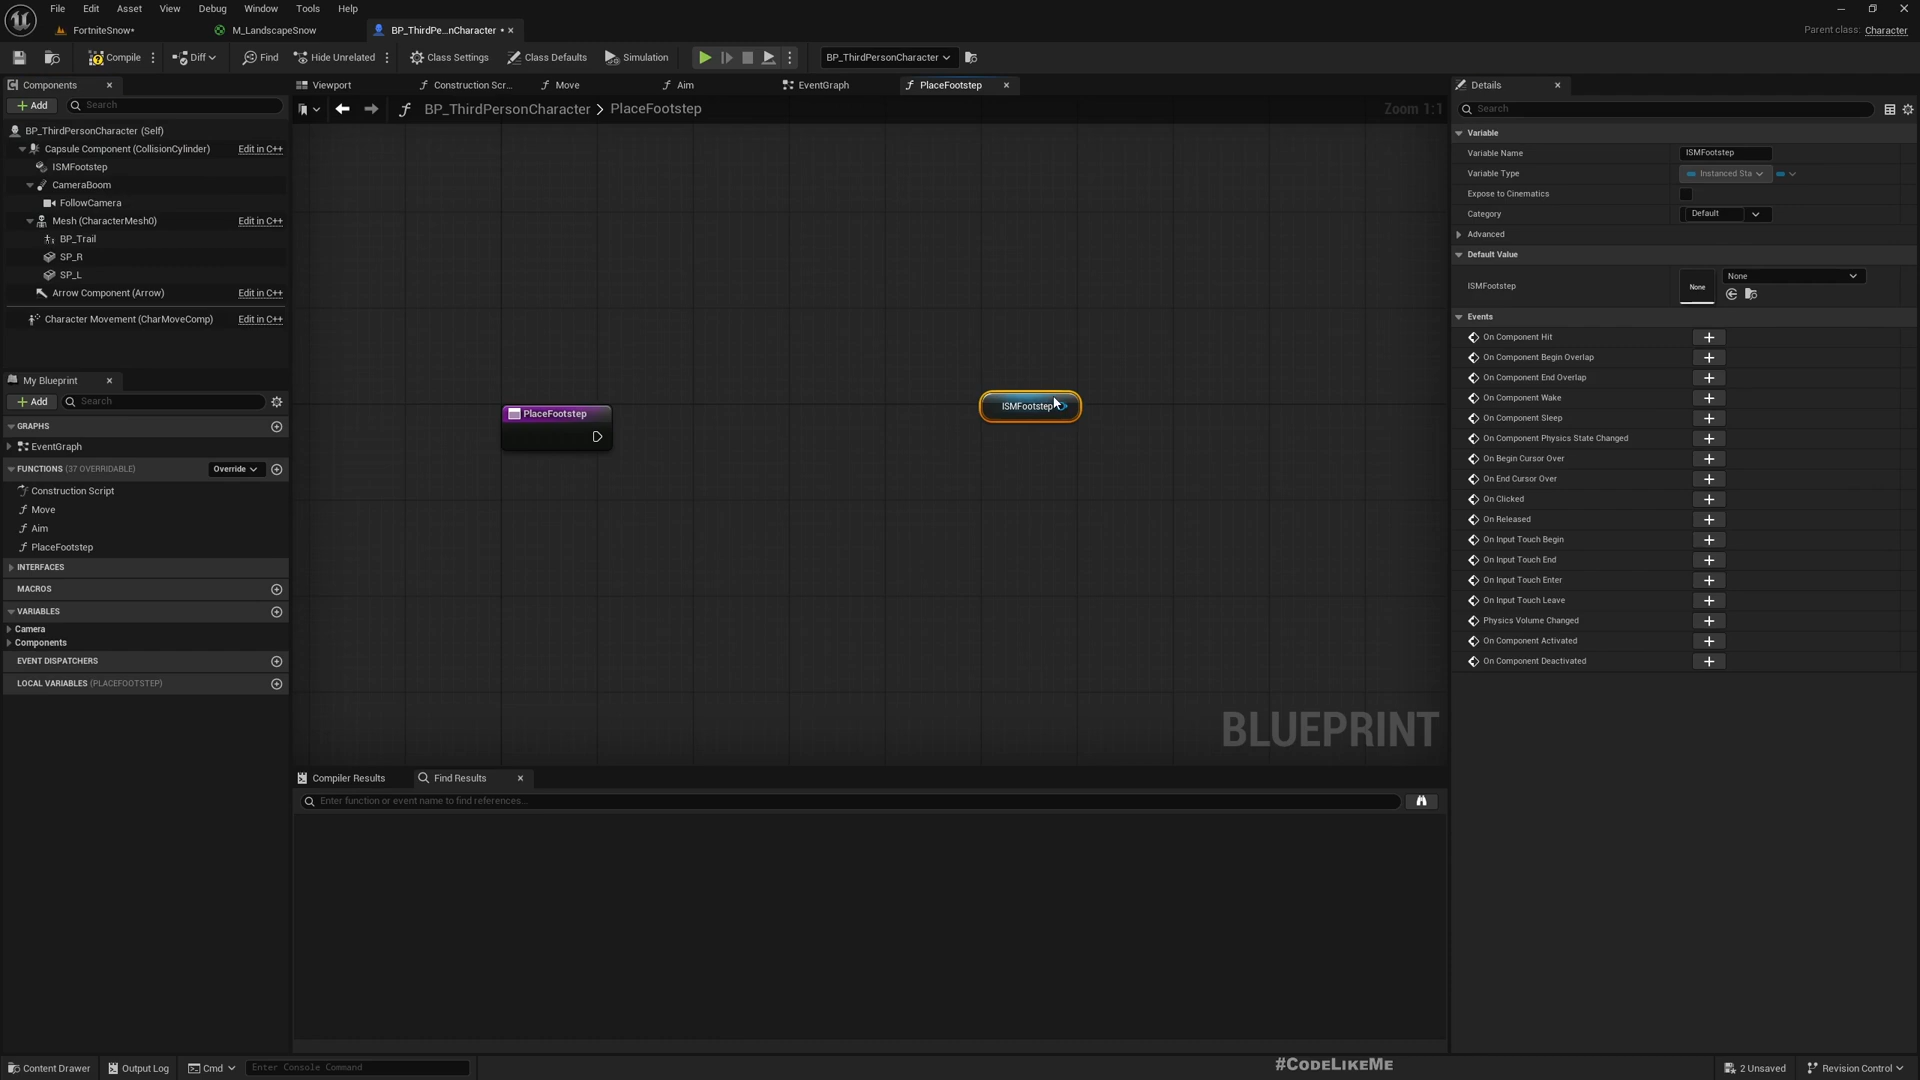 File Edit Asset View Debug Window Tools Help
FortniteSnow* M_LandscapeSnow BP_ThirdPe...nCharacter •
Parent class: Character
Compile Diff Find Hide Unrelated Class Settings Class Defaults Simulation BP_ThirdPersonCharacter
Components
Add Search
BP_ThirdPersonCharacter (Self)
Capsule Component (CollisionCylinder) Edit in C++
ISMFootstep
CameraBoom
FollowCamera
Mesh (CharacterMesh0) Edit in C++
BP_Trail
SP_R
SP_L
Arrow Component (Arrow) Edit in C++
Character Movement (CharMoveComp) Edit in C++
My Blueprint
Add Search
GRAPHS
EventGraph
FUNCTIONS (37 OVERRIDABLE) Override
Construction Script
Move
Aim
PlaceFootstep
INTERFACES
MACROS
VARIABLES
Camera
Components
EVENT DISPATCHERS
LOCAL VARIABLES (PLACEFOOTSTEP)
Viewport Construction Scr... Move Aim EventGraph PlaceFootstep
BP_ThirdPersonCharacter > PlaceFootstep Zoom 1:1
PlaceFootstep
ISMFootstep
BLUEPRINT
Compiler Results Find Results
Enter function or event name to find references...
Details
Search
Variable
Variable Name ISMFootstep
Variable Type Instanced Sta
Expose to Cinematics
Category Default
Advanced
Default Value
ISMFootstep None None
Events
On Component Hit
On Component Begin Overlap
On Component End Overlap
On Component Wake
On Component Sleep
On Component Physics State Changed
On Begin Cursor Over
On End Cursor Over
On Clicked
On Released
On Input Touch Begin
On Input Touch End
On Input Touch Enter
On Input Touch Leave
Physics Volume Changed
On Component Activated
On Component Deactivated
Content Drawer Output Log Cmd Enter Console Command
#CODELIKEME
2 Unsaved Revision Control